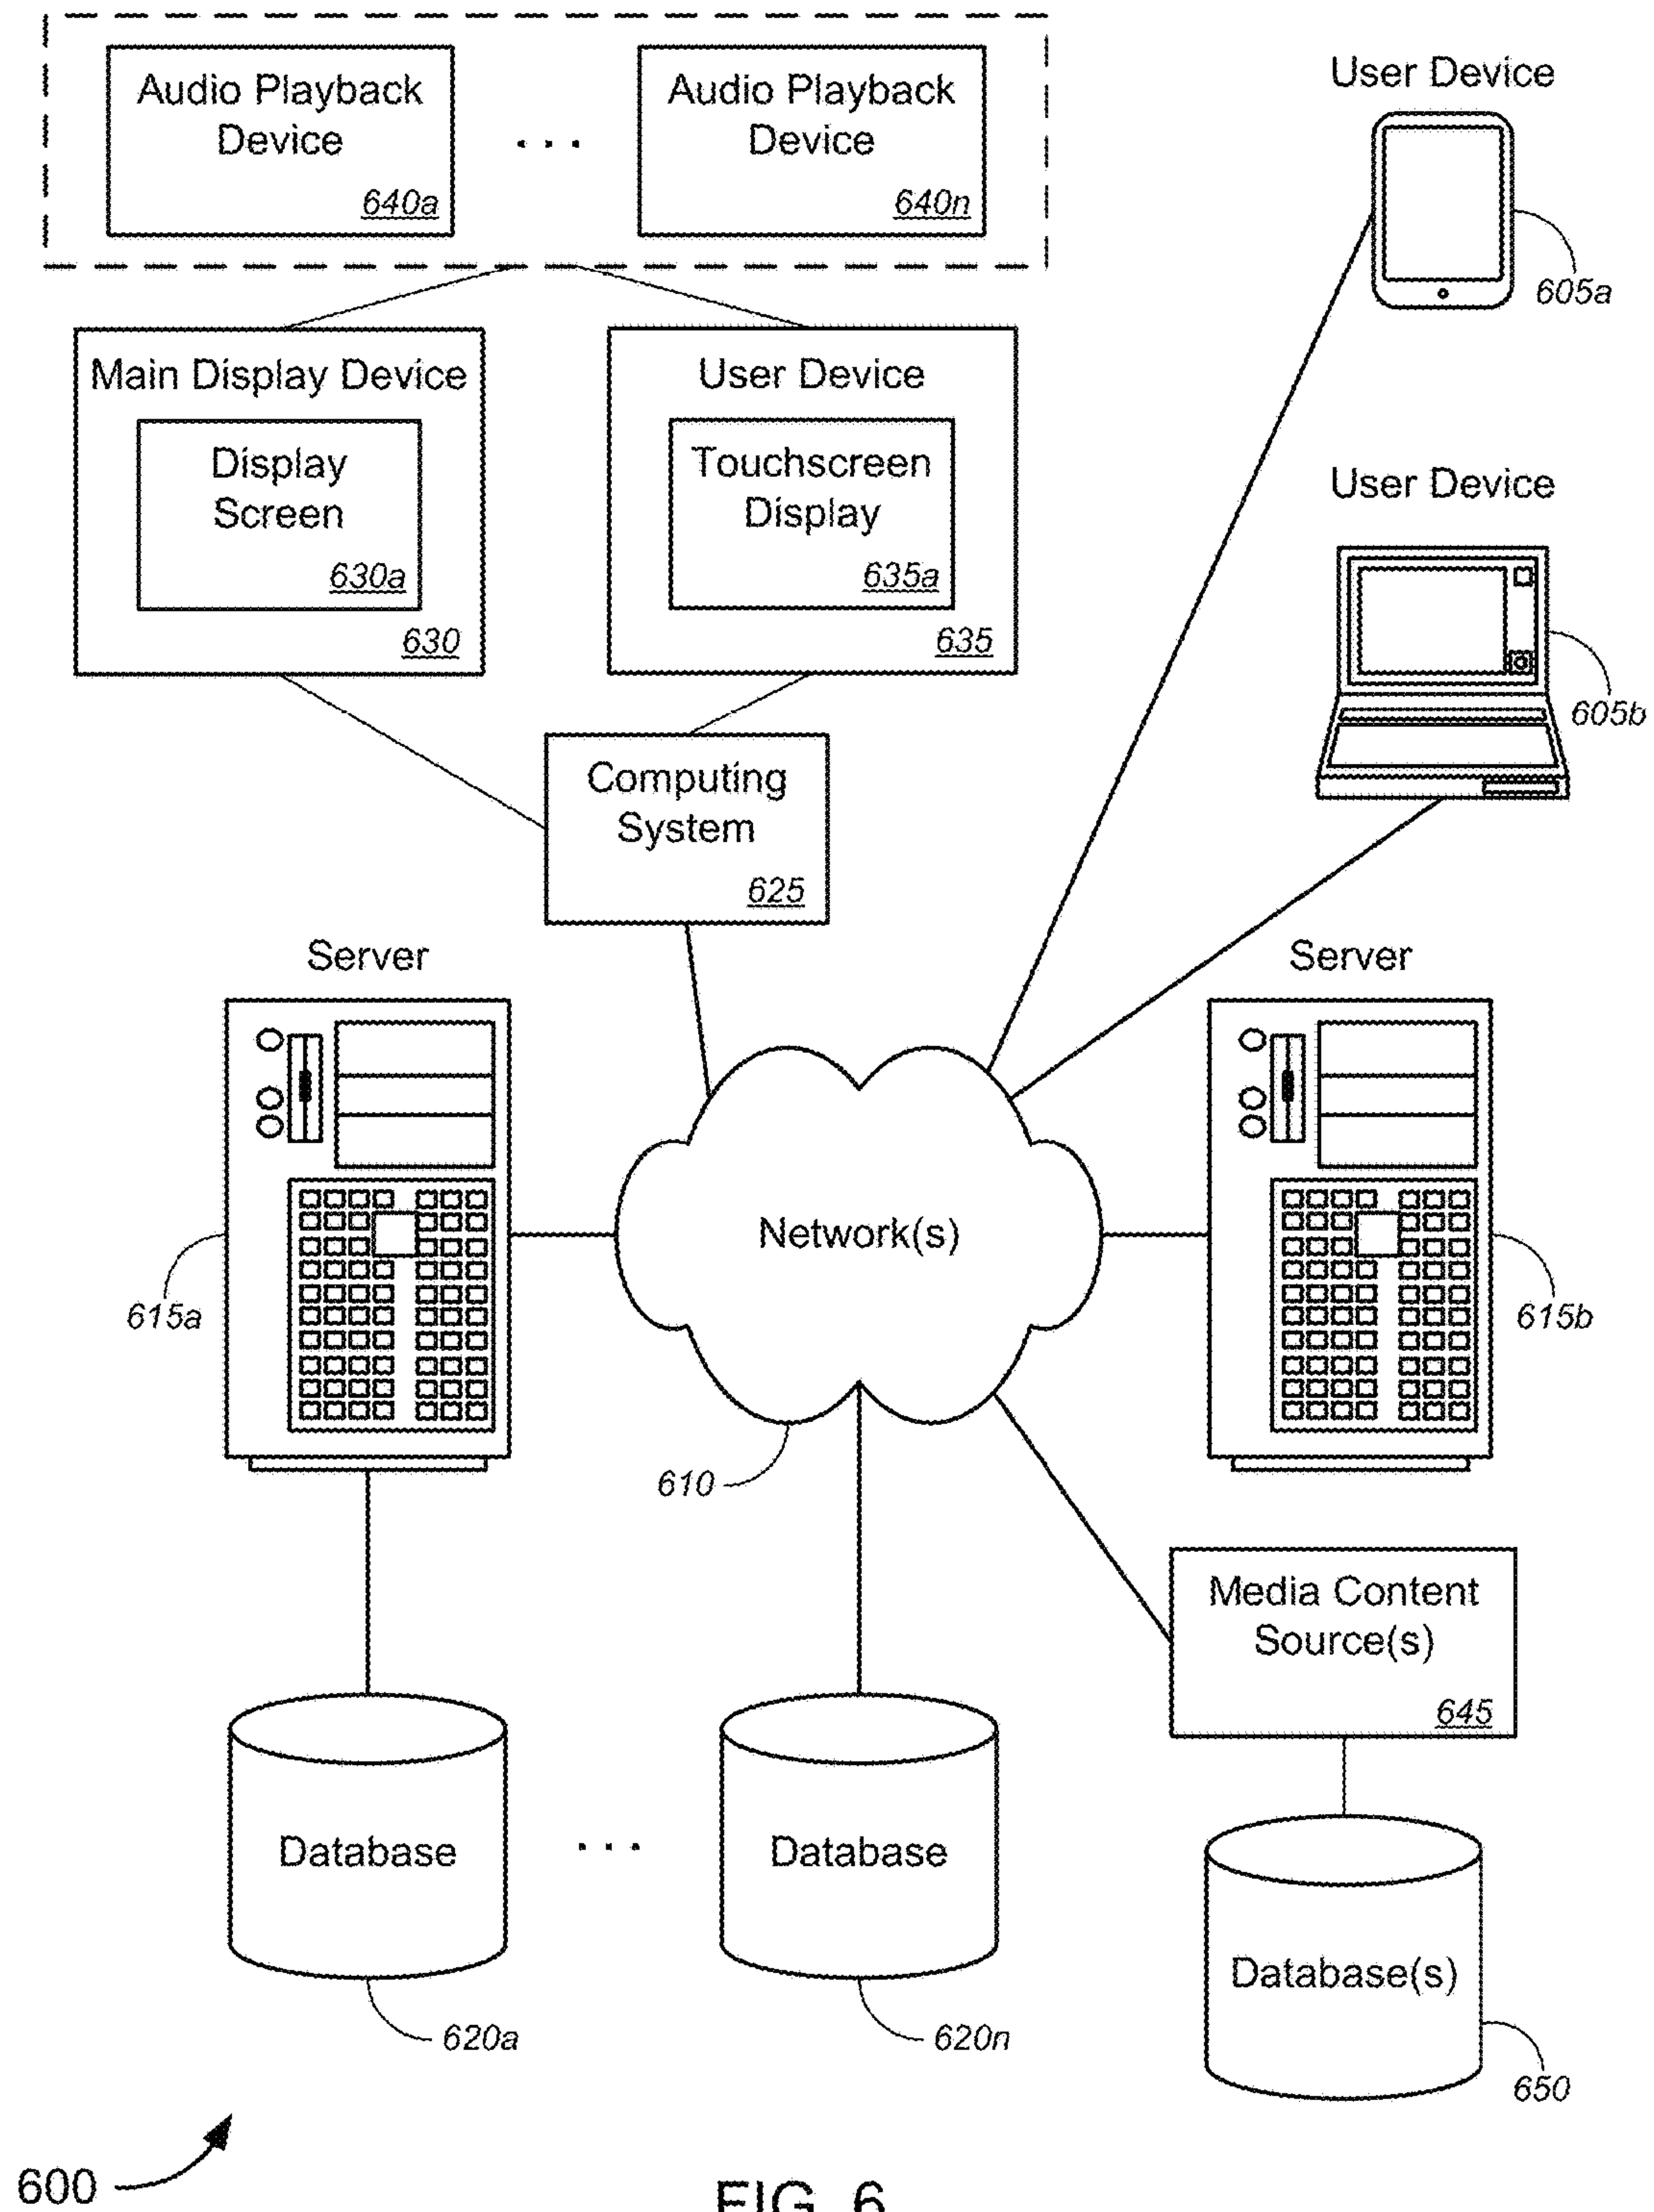 Audio Playback
Device
640a
. . .
Audio Playback
Device
640n
User Device
605a
Main Display Device
Display
Screen
630a
630
User Device
Touchscreen
Display
635a
635
User Device
605b
Computing
System
625
Server
615a
Server
615b
Network(s)
610
Media Content
Source(s)
645
Database
620a
. . .
Database
620n
Database(s)
650
600
FIG. 6